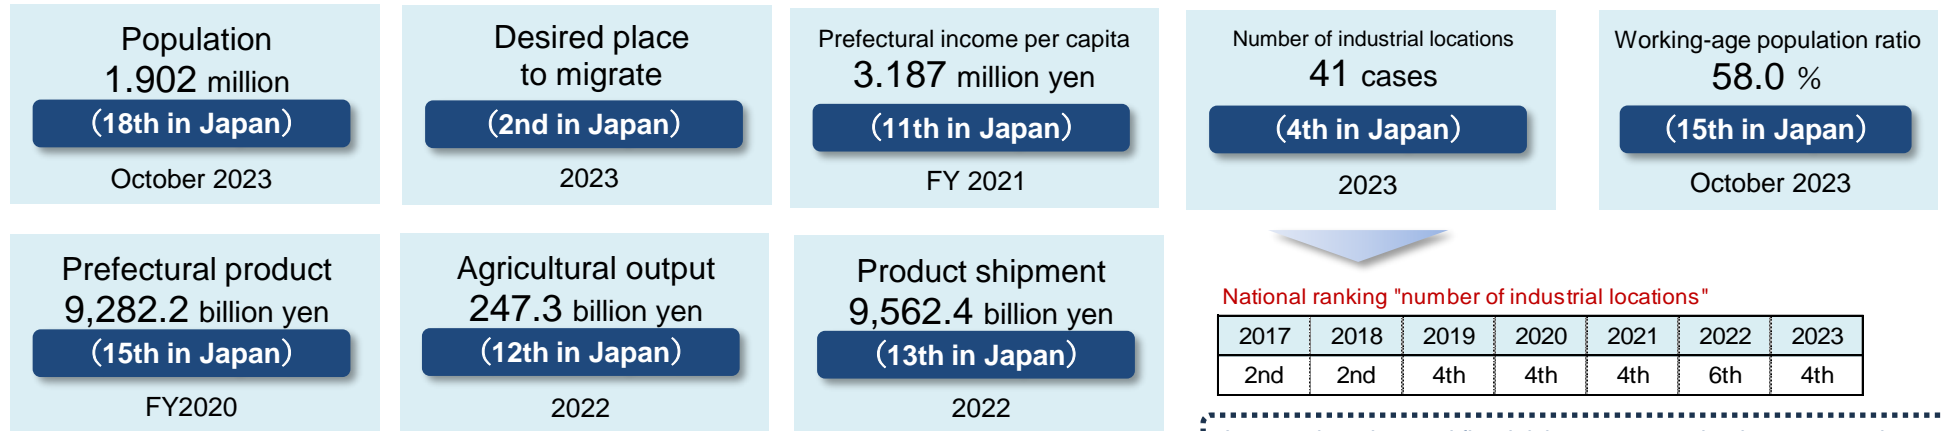 Population
1.902 million
(18th in Japan)
October 2023
Desired place
to migrate
(2nd in Japan)
2023
Prefectural income per capita
3.187 million yen
(11th in Japan)
FY 2021
Number of industrial locations
41 cases
(4th in Japan)
2023
Working-age population ratio
58.0 %
(15th in Japan)
October 2023
Prefectural product
9,282.2 billion yen
(15th in Japan)
FY2020
Agricultural output
247.3 billion yen
(12th in Japan)
2022
Product shipment
9,562.4 billion yen
(13th in Japan)
2022
National ranking "number of industrial locations"
2017 2018 2019 2020 2021 2022 2023
2nd 2nd 4th 4th 4th 6th 4th